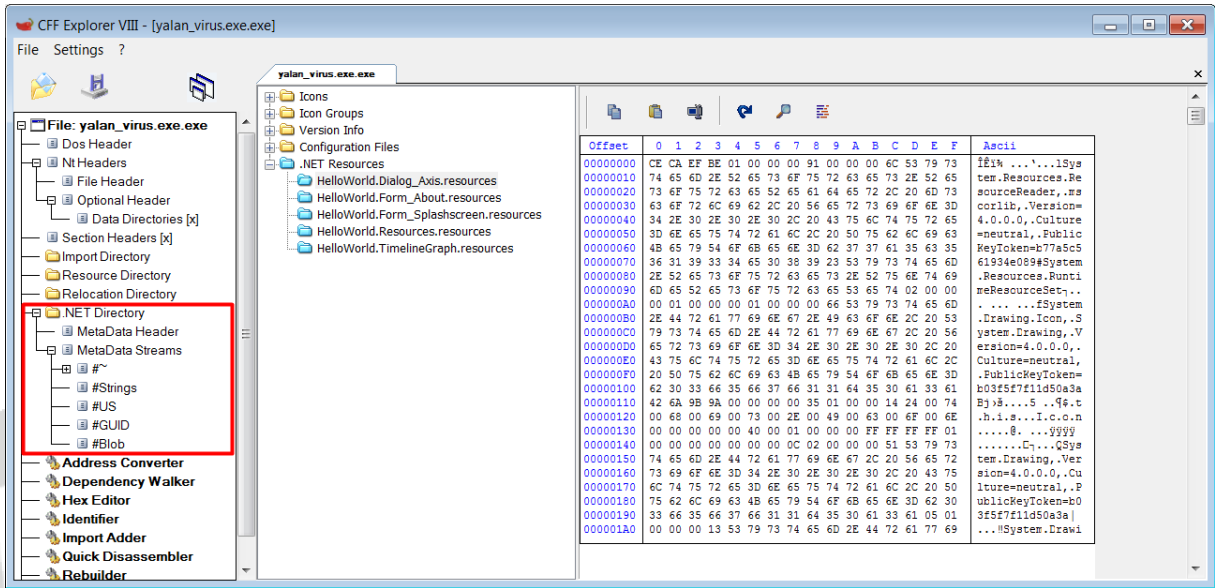 CFF Explorer VIII - [yalan_virus.exe.exe]
File Settings ?
File: yalan_virus.exe.exe
Dos Header
Nt Headers
File Header
Optional Header
Data Directories [x]
Section Headers [x]
Import Directory
Resource Directory
Relocation Directory
.NET Directory
MetaData Header
MetaData Streams
#~
#Strings
#US
#GUID
#Blob
Address Converter
Dependency Walker
Hex Editor
Identifier
Import Adder
Quick Disassembler
Rebuilder
yalan_virus.exe.exe
Icons
Icon Groups
Version Info
Configuration Files
.NET Resources
HelloWorld.Dialog_Axis.resources
HelloWorld.Form_About.resources
HelloWorld.Form_Splashscreen.resources
HelloWorld.Resources.resources
HelloWorld.TimelineGraph.resources
Offset 0 1 2 3 4 5 6 7 8 9 A B C D E F Ascii
00000000 CE CA EF BE 01 00 00 00 91 00 00 00 6C 53 79 73
00000010 74 65 6D 2E 52 65 73 6F 75 72 63 65 73 2E 52 65 tem.Resources.Re
00000020 73 6F 75 72 63 65 52 65 61 64 65 72 2C 20 6D 73 sourceReader,.ms
00000030 63 6F 72 6C 69 62 2C 20 56 65 72 73 69 6F 6E 3D corlib,.Version=
00000040 34 2E 30 2E 30 2E 30 2C 20 43 75 6C 74 75 72 65 4.0.0.0,.Culture
00000050 3D 6E 65 75 74 72 61 6C 2C 20 50 75 62 6C 69 63 =neutral,.Public
00000060 4B 65 79 54 6F 6B 65 6E 3D 62 37 37 61 35 63 35 KeyToken=b77a5c5
00000070 36 31 39 33 34 65 30 38 39 23 53 79 73 74 65 6D 61934e089#System
00000080 2E 52 65 73 6F 75 72 63 65 73 2E 52 75 6E 74 69 .Resources.Runti
00000090 6D 65 52 65 73 6F 75 72 63 65 53 65 74 02 00 00 meResourceSet┐..
000000A0 00 01 00 00 00 01 00 00 00 66 53 79 73 74 65 6D . ... ...fSystem
000000B0 2E 44 72 61 77 69 6E 67 2E 49 63 6F 6E 2C 20 53 .Drawing.Icon,.S
000000C0 79 73 74 65 6D 2E 44 72 61 77 69 6E 67 2C 20 56 ystem.Drawing,.V
000000D0 65 72 73 69 6F 6E 3D 34 2E 30 2E 30 2E 30 2C 20 ersion=4.0.0.0,.
000000E0 43 75 6C 74 75 72 65 3D 6E 65 75 74 72 61 6C 2C Culture=neutral,
000000F0 20 50 75 62 6C 69 63 4B 65 79 54 6F 6B 65 6E 3D .PublicKeyToken=
00000100 62 30 33 66 35 66 37 66 31 31 64 35 30 61 33 61 b03f5f7f11d50a3a
00000110 42 6A 9B 9A 00 00 00 00 35 01 00 00 14 24 00 74
00000120 00 68 00 69 00 73 00 2E 00 49 00 63 00 6F 00 6E .h.i.s...I.c.o.n
00000130 00 00 00 00 00 40 00 01 00 00 00 FF FF FF FF 01 .....@. ...ÿÿÿÿ
00000140 00 00 00 00 00 00 00 0C 02 00 00 00 51 53 79 73
00000150 74 65 6D 2E 44 72 61 77 69 6E 67 2C 20 56 65 72 tem.Drawing,.Ver
00000160 73 69 6F 6E 3D 34 2E 30 2E 30 2E 30 2C 20 43 75 sion=4.0.0.0,.Cu
00000170 6C 74 75 72 65 3D 6E 65 75 74 72 61 6C 2C 20 50 lture=neutral,.P
00000180 75 62 6C 69 63 4B 65 79 54 6F 6B 65 6E 3D 62 30 ublicKeyToken=b0
00000190 33 66 35 66 37 66 31 31 64 35 30 61 33 61 05 01 3f5f7f11d50a3a|
000001A0 00 00 00 13 53 79 73 74 65 6D 2E 44 72 61 77 69 ...‼System.Drawi